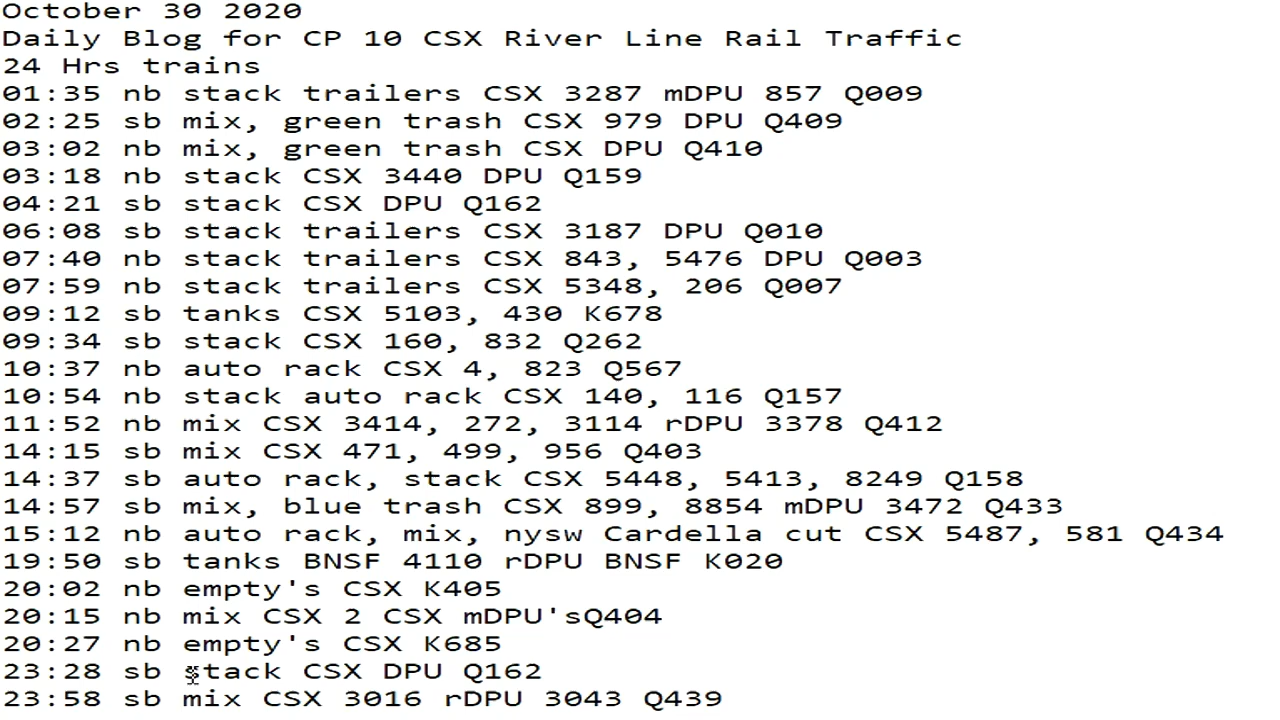 October 30 2020
Daily Blog for CP 10 CSX River Line Rail Traffic
24 Hrs trains
01:35 nb stack trailers CSX 3287 mDPU 857 Q009
02:25 sb mix, green trash CSX 979 DPU Q409
03:02 nb mix, green trash CSX DPU Q410
03:18 nb stack CSX 3440 DPU Q159
04:21 sb stack CSX DPU Q162
06:08 sb stack trailers CSX 3187 DPU Q010
07:40 nb stack trailers CSX 843, 5476 DPU Q003
07:59 nb stack trailers CSX 5348, 206 Q007
09:12 sb tanks CSX 5103, 430 K678
09:34 sb stack CSX 160, 832 Q262
10:37 nb auto rack CSX 4, 823 Q567
10:54 nb stack auto rack CSX 140, 116 Q157
11:52 nb mix CSX 3414, 272, 3114 rDPU 3378 Q412
14:15 sb mix CSX 471, 499, 956 Q403
14:37 sb auto rack, stack CSX 5448, 5413, 8249 Q158
14:57 sb mix, blue trash CSX 899, 8854 mDPU 3472 Q433
15:12 nb auto rack, mix, nysw Cardella cut CSX 5487, 581 Q434
19:50 sb tanks BNSF 4110 rDPU BNSF K020
20:02 nb empty's CSX K405
20:15 nb mix CSX 2 CSX mDPU'sQ404
20:27 nb empty's CSX K685
23:28 sb stack CSX DPU Q162
23:58 sb mix CSX 3016 rDPU 3043 Q439